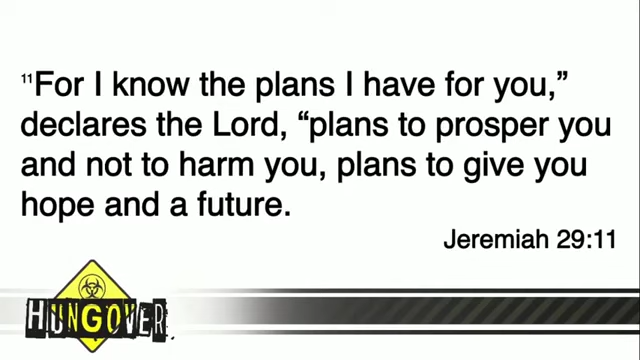 ¹¹For I know the plans I have for you,”
declares the Lord, “plans to prosper you
and not to harm you, plans to give you
hope and a future.
Jeremiah 29:11
HUNGOVER